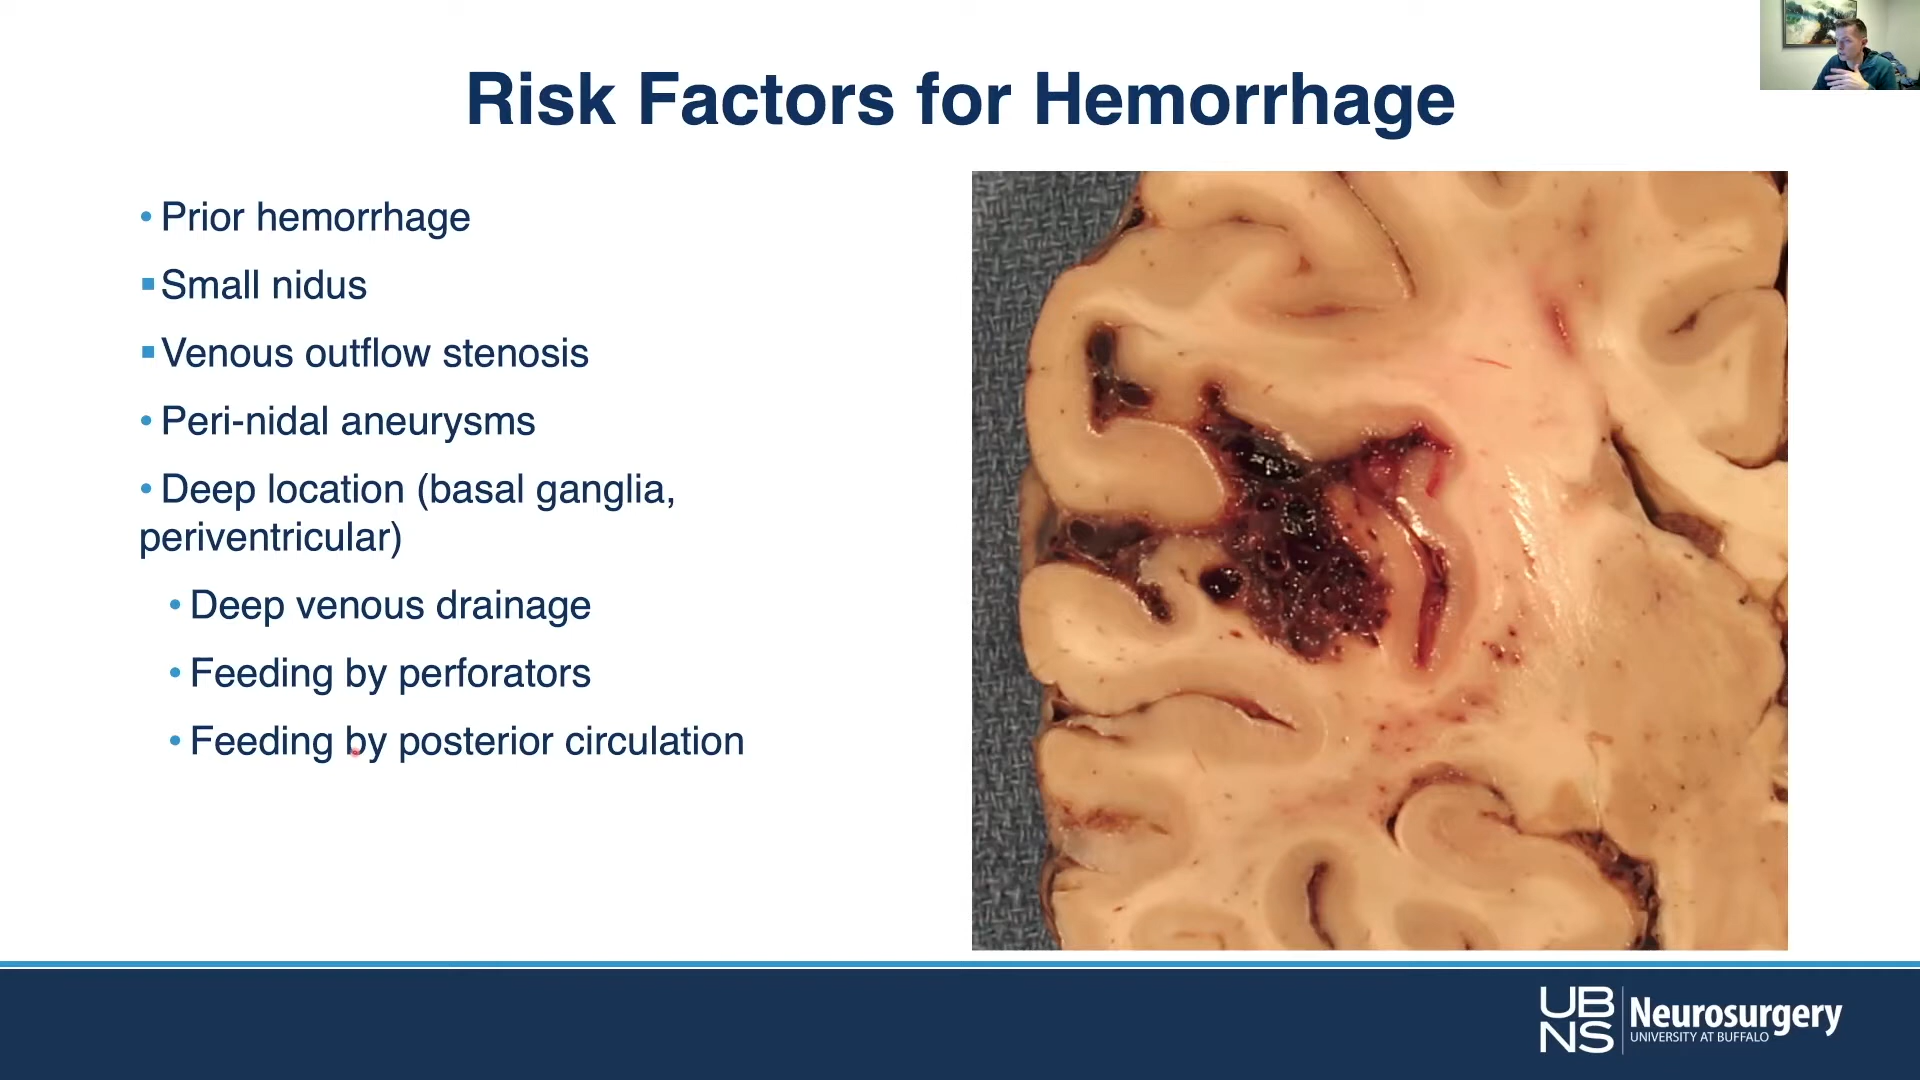 Risk Factors for Hemorrhage
• Prior hemorrhage
▪ Small nidus
▪ Venous outflow stenosis
• Peri-nidal aneurysms
• Deep location (basal ganglia,
periventricular)
• Deep venous drainage
• Feeding by perforators
• Feeding by posterior circulation
UB
NS
Neurosurgery
UNIVERSITY AT BUFFALO